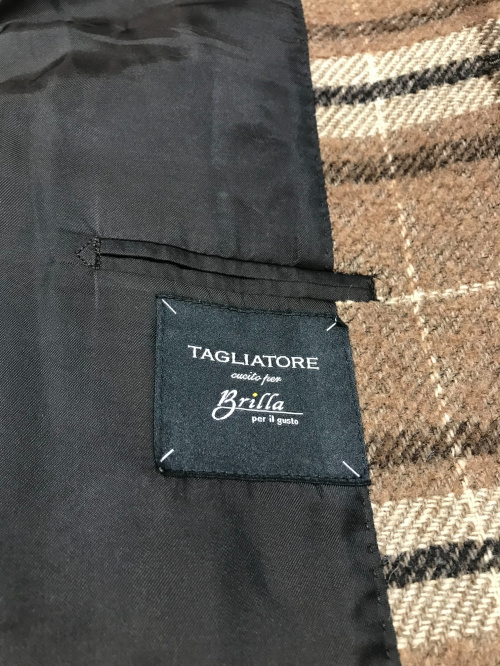 TAGLIATORE
cucito per
Brilla
per il gusto